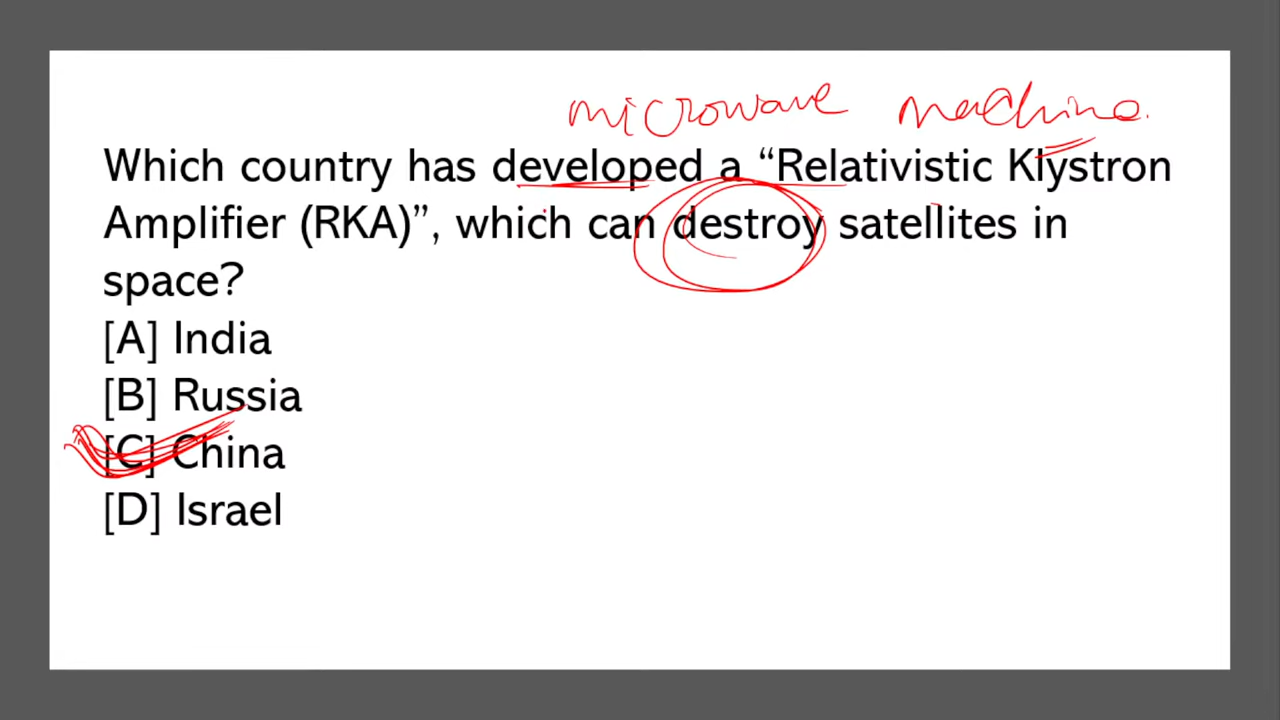 microwave machine.
Which country has developed a “Relativistic Klystron
Amplifier (RKA)”, which can destroy satellites in
space?
[A] India
[B] Russia
[C] China
[D] Israel